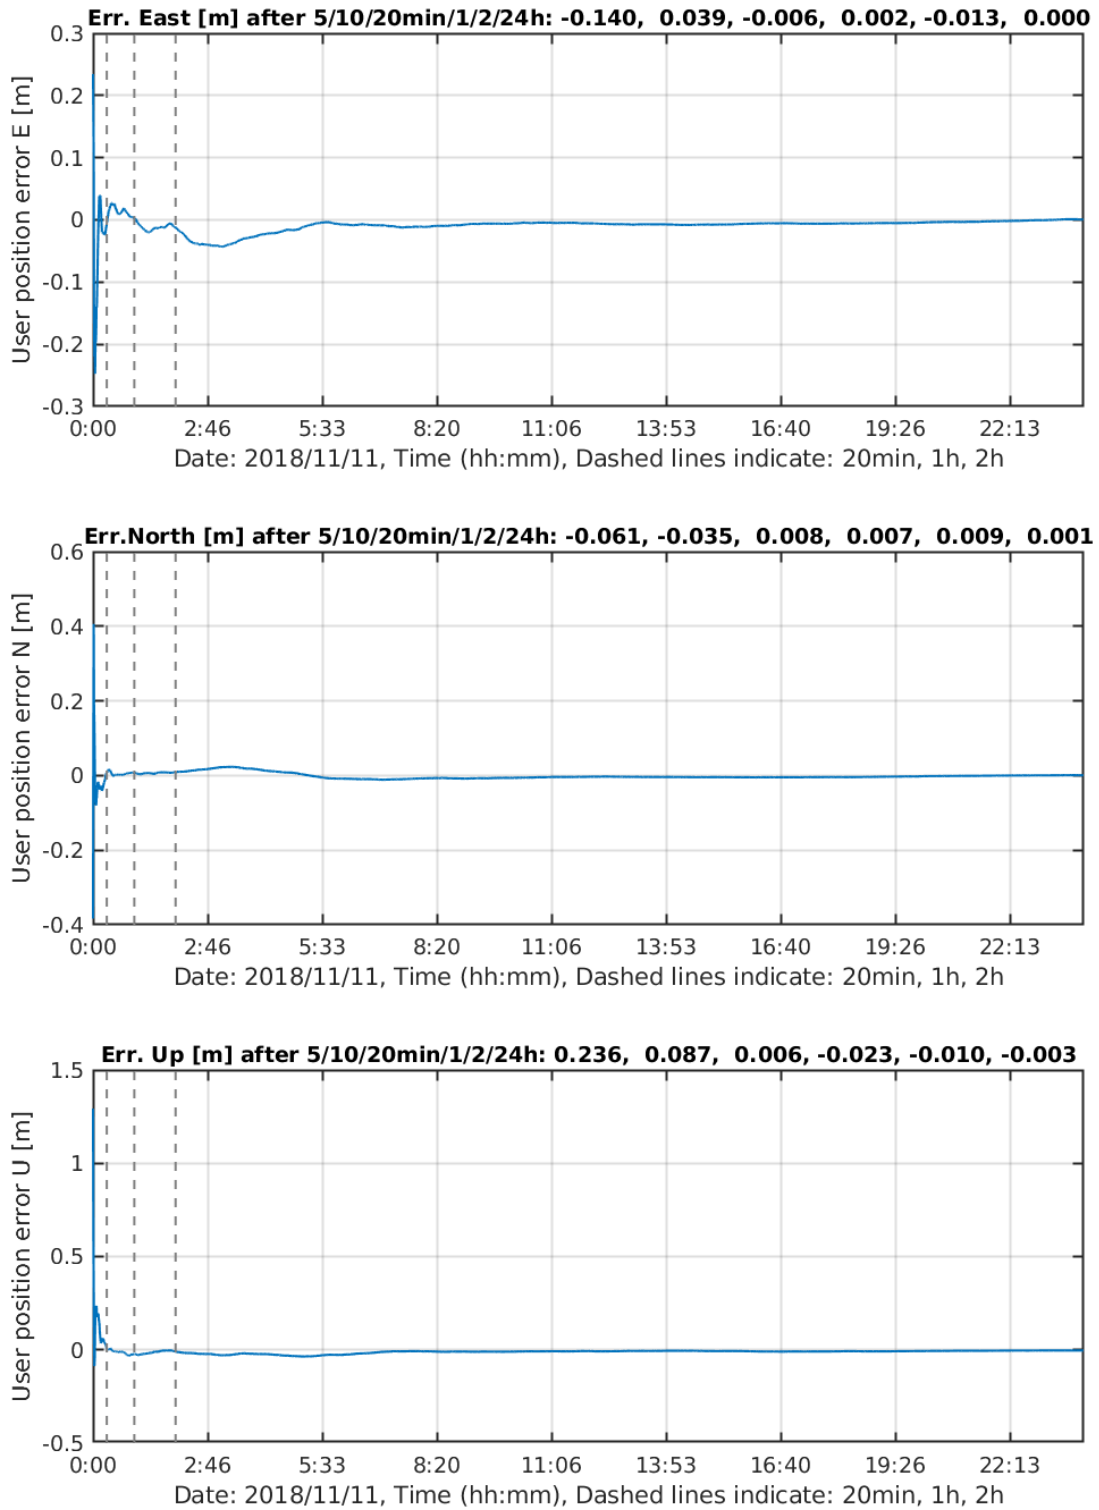 Err. East [m] after 5/10/20min/1/2/24h: -0.140, 0.039, -0.006, 0.002, -0.013, 0.000
User position error E [m]
0.3
0.2
0.1
0
-0.1
-0.2
-0.3
0:00 2:46 5:33 8:20 11:06 13:53 16:40 19:26 22:13
Date: 2018/11/11, Time (hh:mm), Dashed lines indicate: 20min, 1h, 2h
Err.North [m] after 5/10/20min/1/2/24h: -0.061, -0.035, 0.008, 0.007, 0.009, 0.001
User position error N [m]
0.6
0.4
0.2
0
-0.2
-0.4
0:00 2:46 5:33 8:20 11:06 13:53 16:40 19:26 22:13
Date: 2018/11/11, Time (hh:mm), Dashed lines indicate: 20min, 1h, 2h
Err. Up [m] after 5/10/20min/1/2/24h: 0.236, 0.087, 0.006, -0.023, -0.010, -0.003
User position error U [m]
1.5
1
0.5
0
-0.5
0:00 2:46 5:33 8:20 11:06 13:53 16:40 19:26 22:13
Date: 2018/11/11, Time (hh:mm), Dashed lines indicate: 20min, 1h, 2h